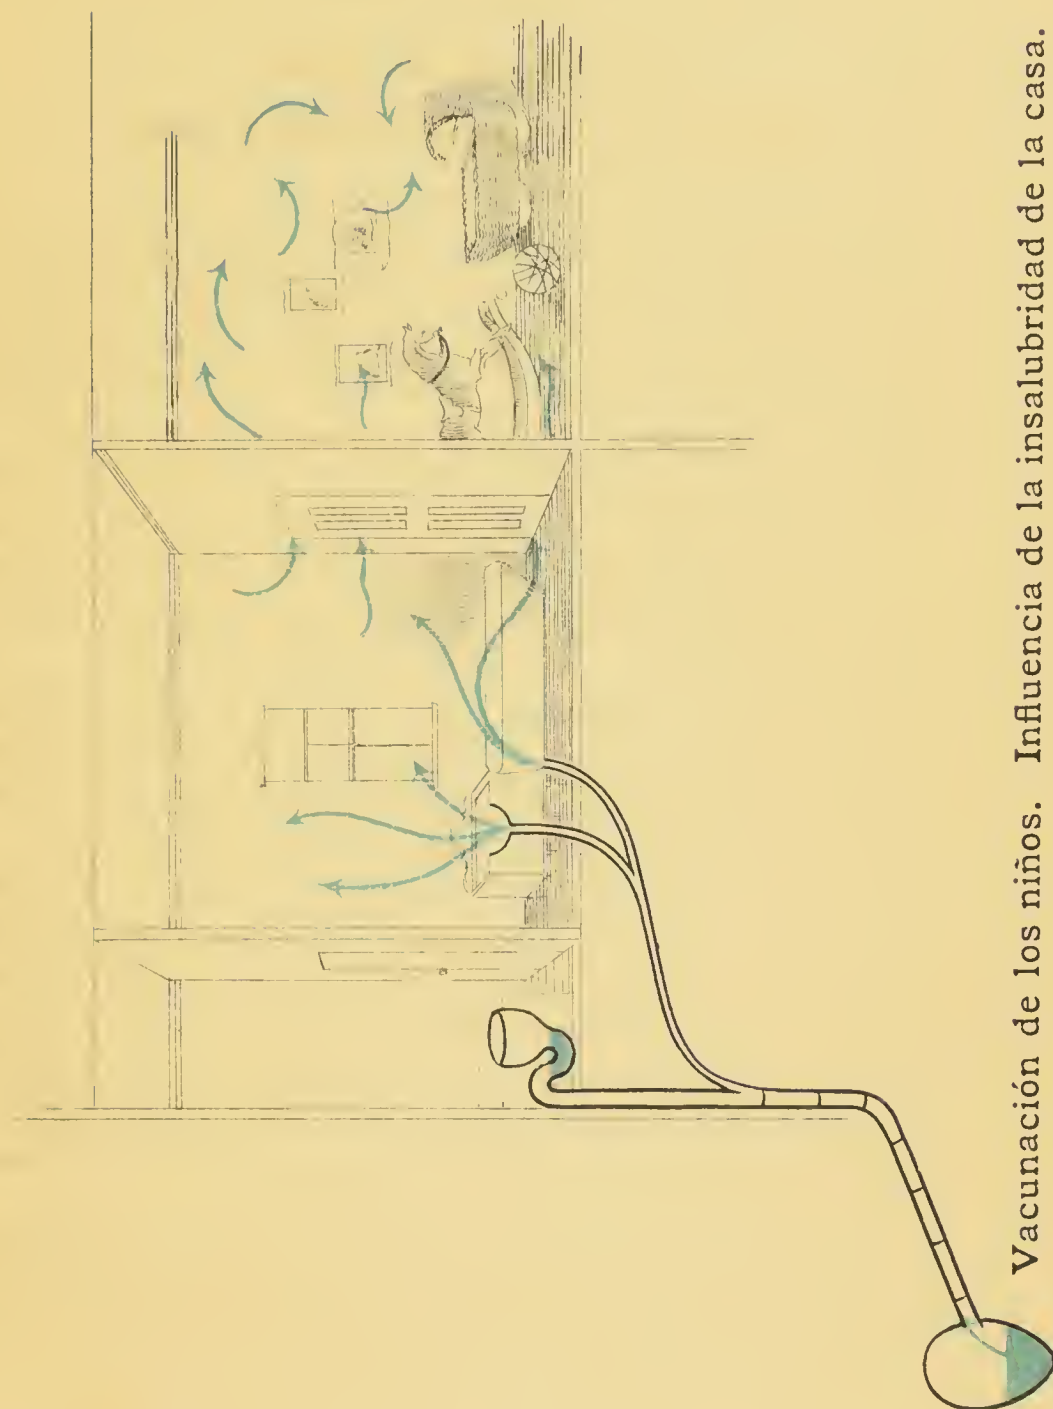 Vacunación de los niños. Influencia de la insalubridad de la casa.